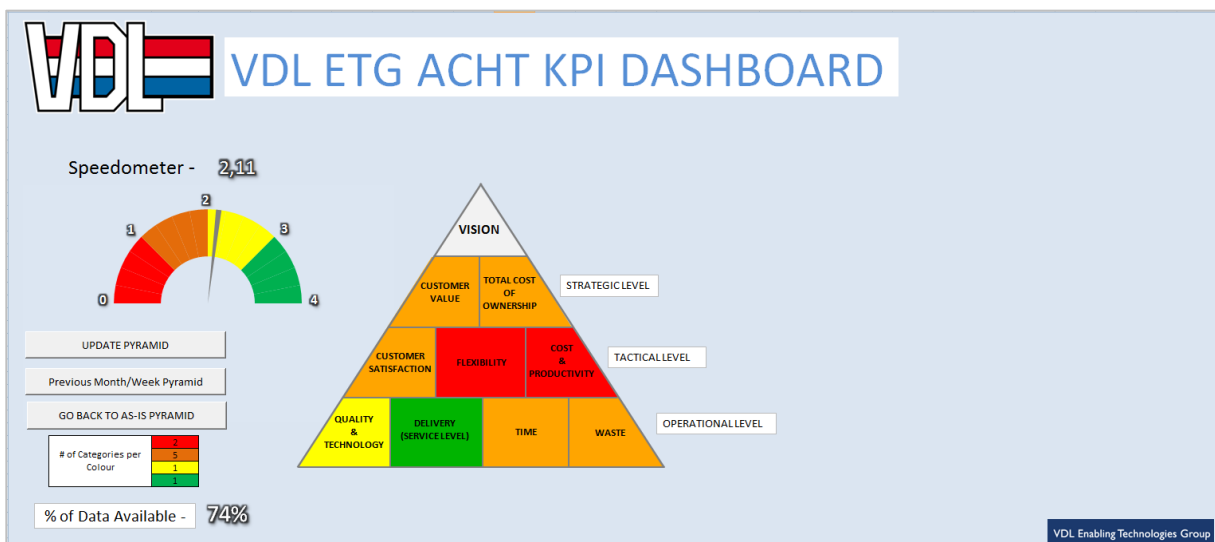 VDL
VDL ETG ACHT KPI DASHBOARD
Speedometer - 2,11
0
1
2
3
4
UPDATE PYRAMID
Previous Month/Week Pyramid
GO BACK TO AS-IS PYRAMID
# of Categories per
Colour
2
5
1
1
% of Data Available - 74%
VISION
CUSTOMER
VALUE
TOTAL COST
OF
OWNERSHIP
STRATEGIC LEVEL
CUSTOMER
SATISFACTION
FLEXIBILITY
COST
&
PRODUCTIVITY
TACTICAL LEVEL
QUALITY
&
TECHNOLOGY
DELIVERY
(SERVICE LEVEL)
TIME
WASTE
OPERATIONAL LEVEL
VDL Enabling Technologies Group